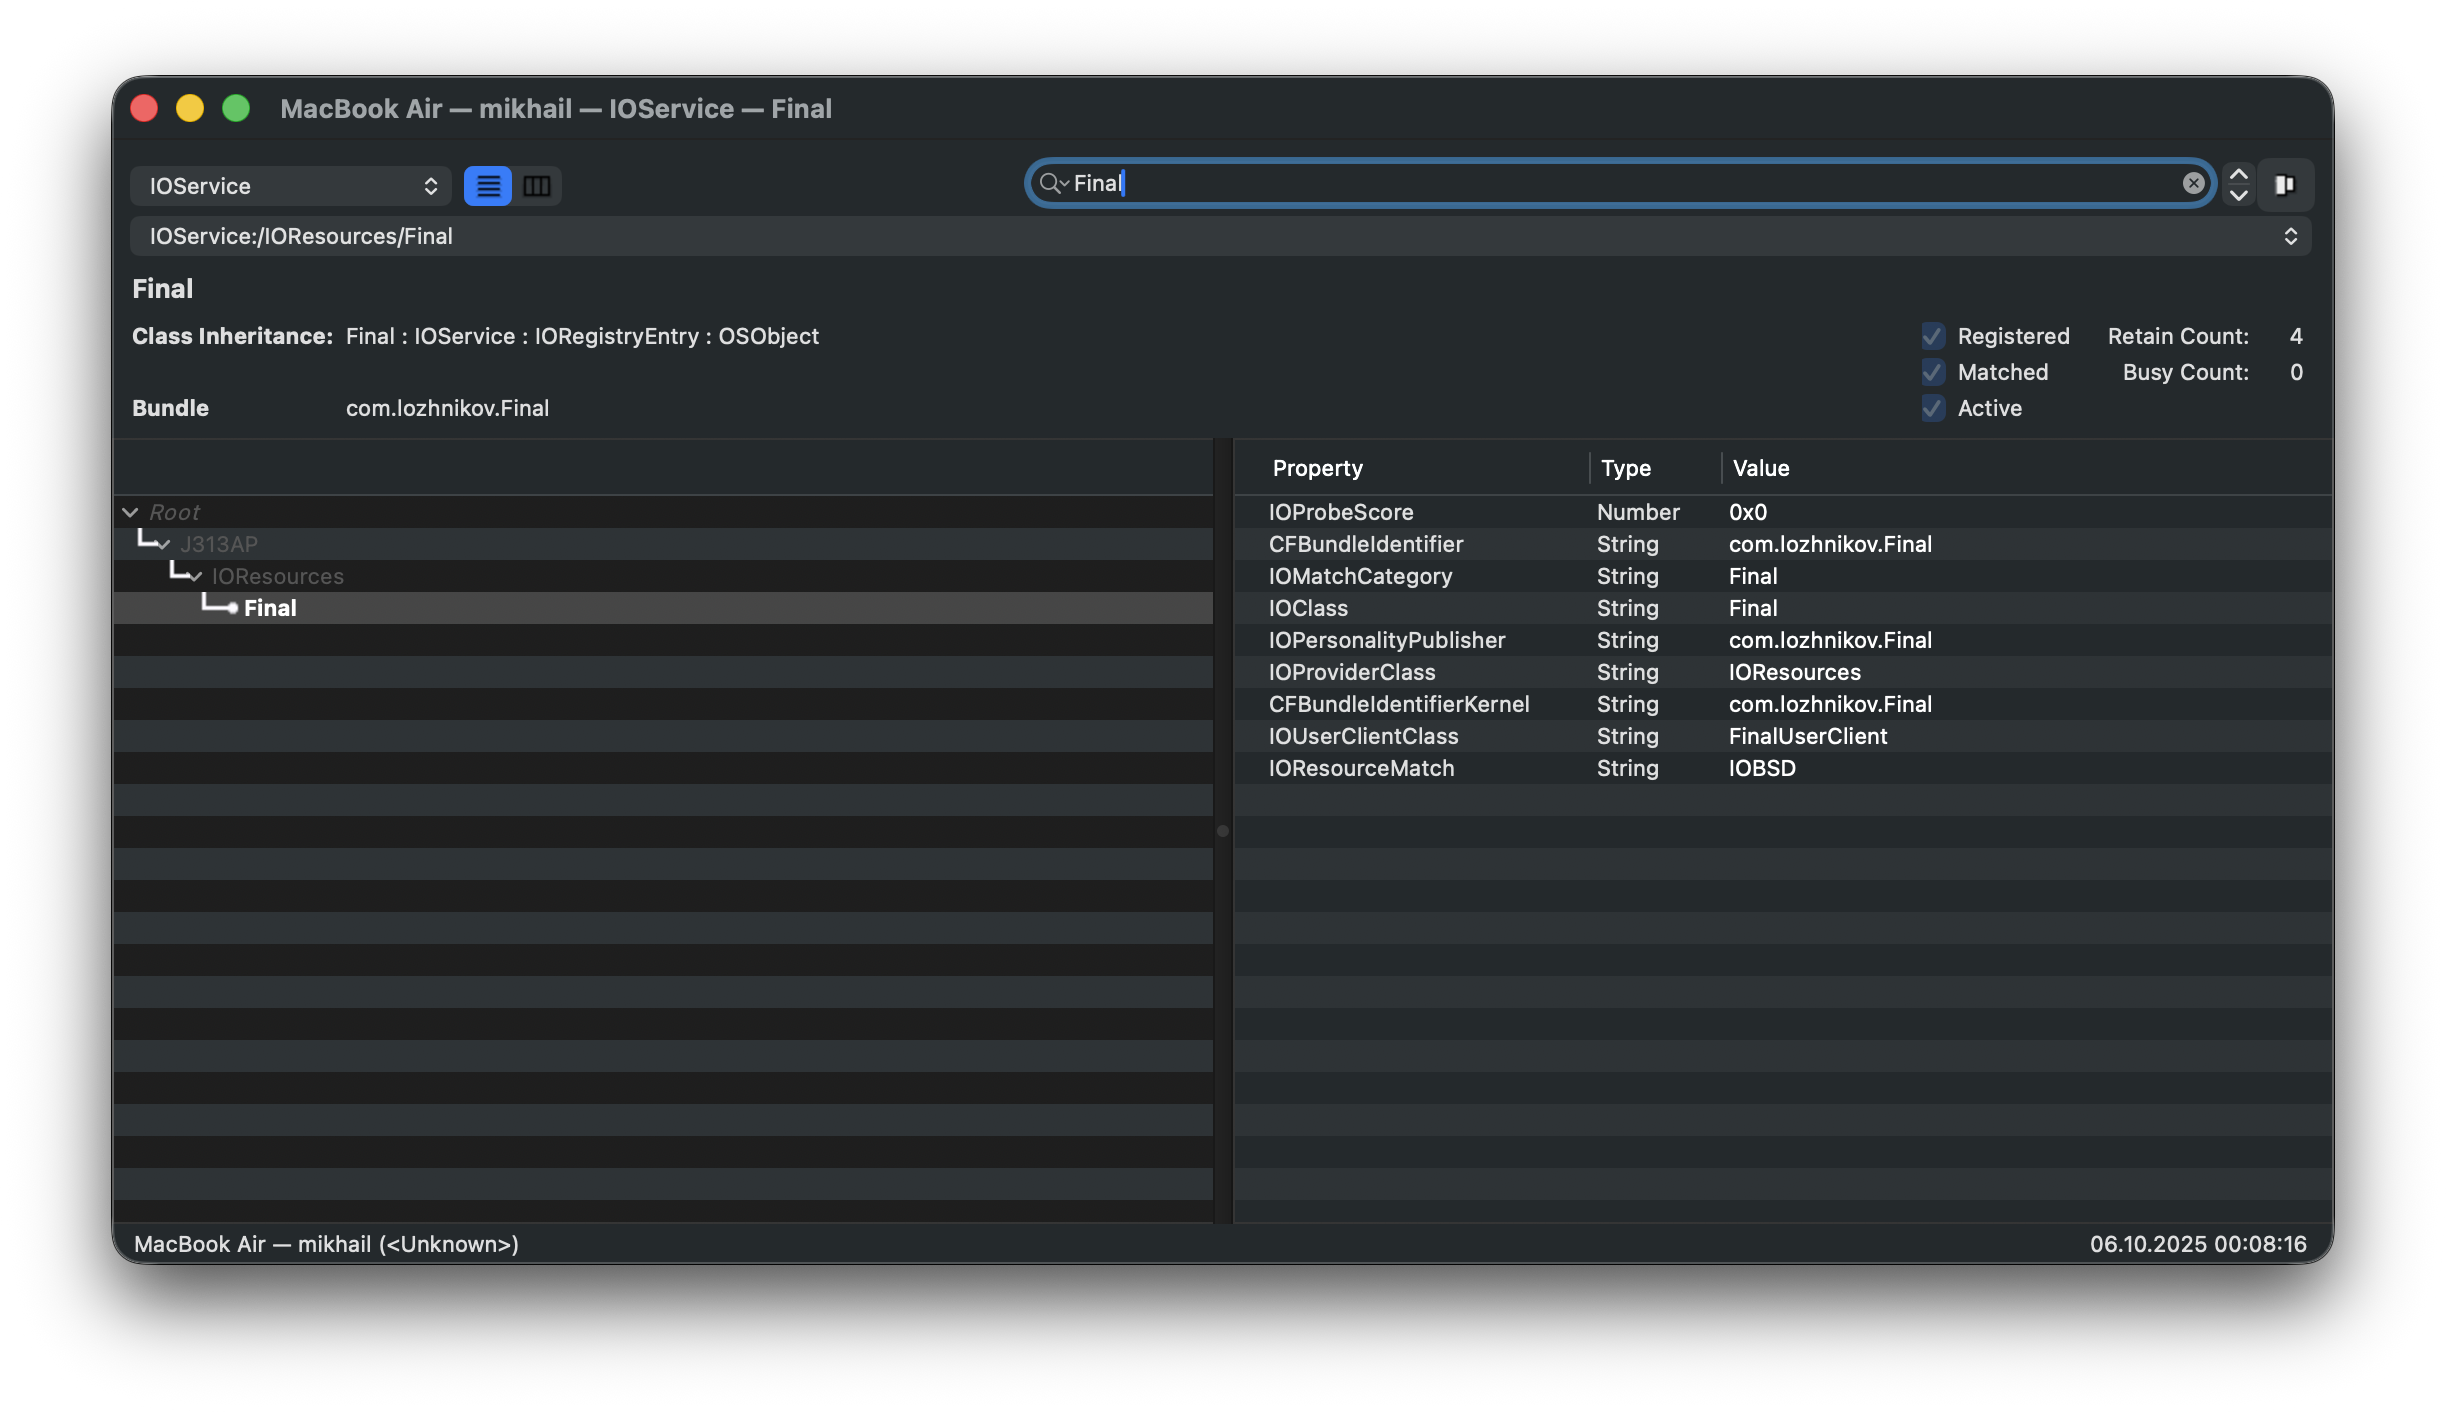 MacBook Air — mikhail — IOService — Final
IOService
Final
IOService:/IOResources/Final
Final
Class Inheritance: Final : IOService : IORegistryEntry : OSObject
Registered Retain Count: 4
Matched Busy Count: 0
Bundle com.lozhnikov.Final
Active
Property Type Value
Root
J313AP
IOResources
Final
IOProbeScore Number 0x0
CFBundleIdentifier String com.lozhnikov.Final
IOMatchCategory String Final
IOClass String Final
IOPersonalityPublisher String com.lozhnikov.Final
IOProviderClass String IOResources
CFBundleIdentifierKernel String com.lozhnikov.Final
IOUserClientClass String FinalUserClient
IOResourceMatch String IOBSD
MacBook Air — mikhail (<Unknown>)
06.10.2025 00:08:16